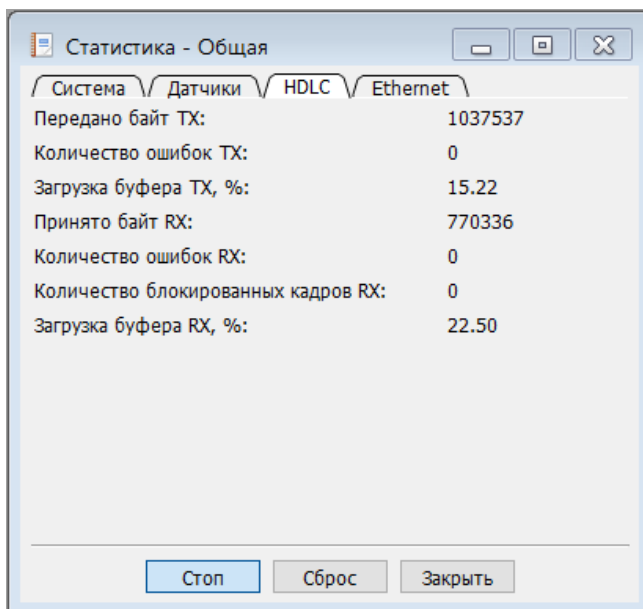 Статистика - Общая
Система Датчики HDLC Ethernet
Передано байт TX: 1037537
Количество ошибок TX: 0
Загрузка буфера TX, %: 15.22
Принято байт RX: 770336
Количество ошибок RX: 0
Количество блокированных кадров RX: 0
Загрузка буфера RX, %: 22.50
Стоп Сброс Закрыть